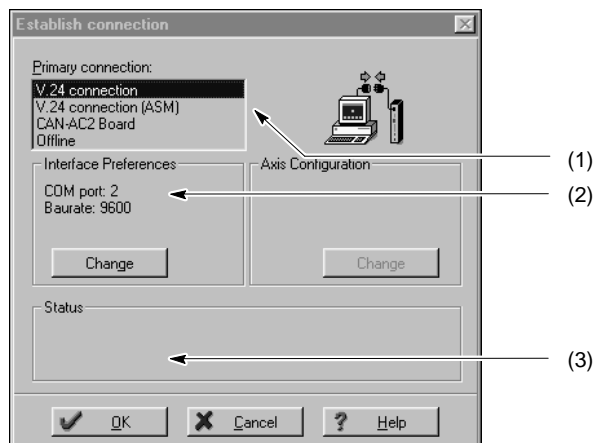 Establish connection
Primary connection:
V.24 connection
V.24 connection (ASM)
CAN-AC2 Board
Offline
(1)
Interface Preferences
Axis Configuration
COM port: 2
(2)
Baurate: 9600
Change
Change
Status
(3)
OK
Cancel
? Help